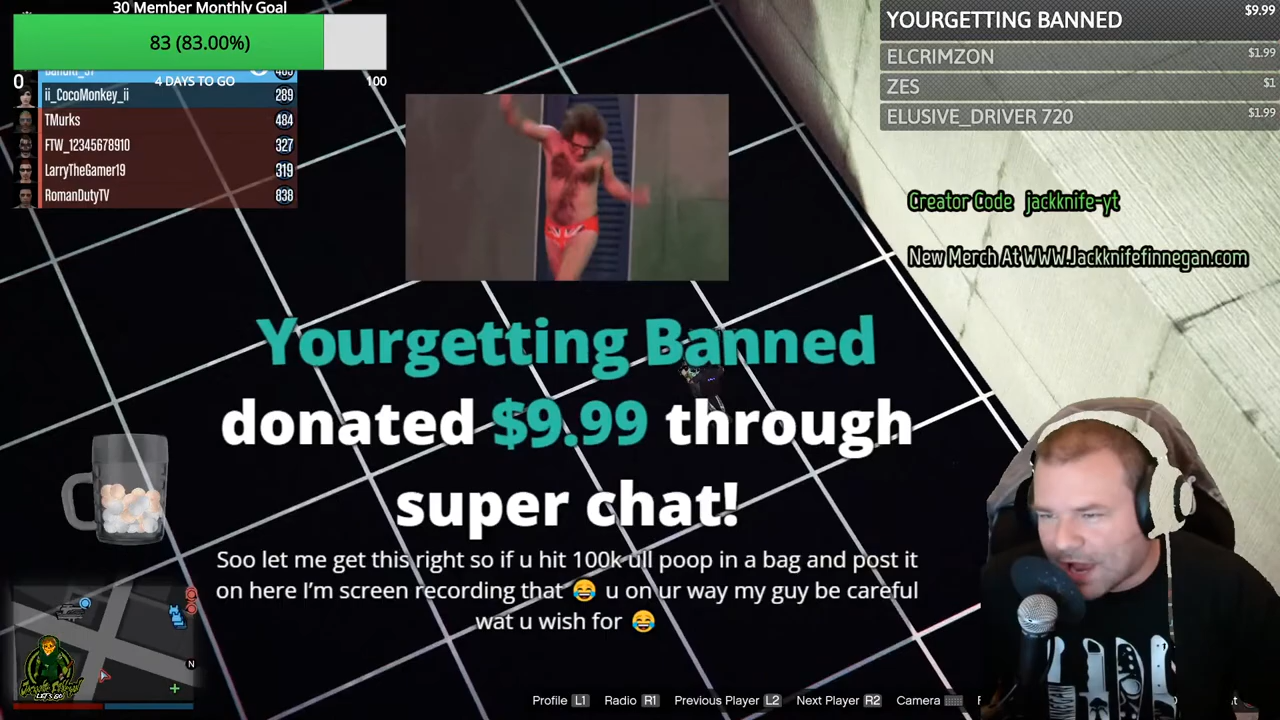 30 Member Monthly Goal
83 (83.00%)
0
4 DAYS TO GO
100
ii_CocoMonkey_ii 289
TMurks 484
FTW_12345678910 327
LarryTheGamer19 319
RomanDutyTV 838
YOURGETTING BANNED $9.99
ELCRIMZON $1.99
ZES $1
ELUSIVE_DRIVER 720 $1.99
Creator Code jackknife-yt
New Merch At WWW.Jackknifefinnegan.com
Yourgetting Banned
donated $9.99 through
super chat!
Soo let me get this right so if u hit 100k ull poop in a bag and post it
on here I'm screen recording that 😂 u on ur way my guy be careful
wat u wish for 😂
N
LET'S GO
Profile L1 Radio R1 Previous Player L2 Next Player R2 Camera